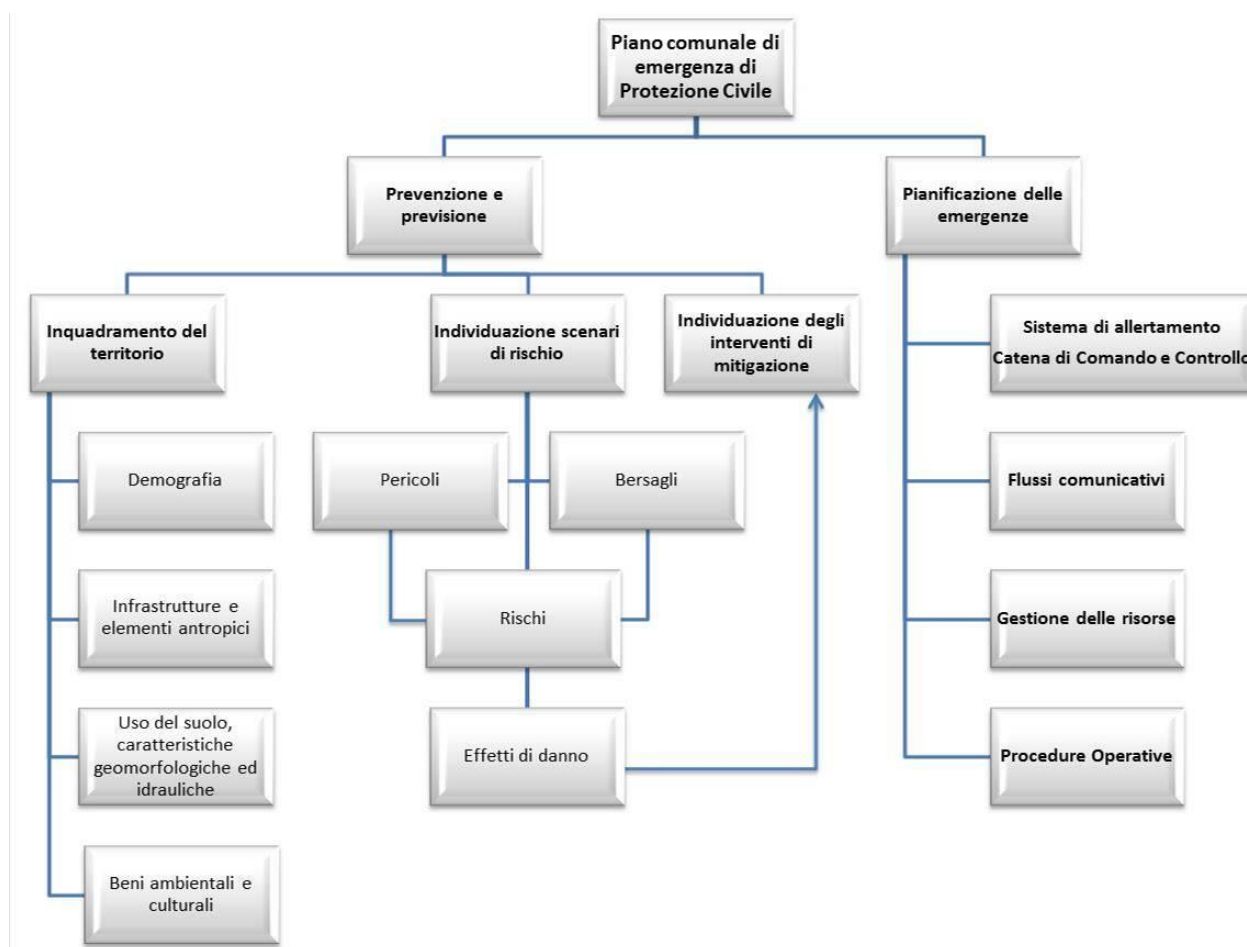 Piano comunale di
emergenza di
Protezione Civile
Prevenzione e
previsione
Pianificazione delle
emergenze
Inquadramento del
territorio
Individuazione scenari
di rischio
Individuazione degli
interventi di
mitigazione
Sistema di allertamento
Catena di Comando e Controllo
Demografia
Pericoli
Bersagli
Flussi comunicativi
Infrastrutture e
elementi antropici
Rischi
Gestione delle risorse
Uso del suolo,
caratteristiche
geomorfologiche ed
idrauliche
Effetti di danno
Procedure Operative
Beni ambientali e
culturali